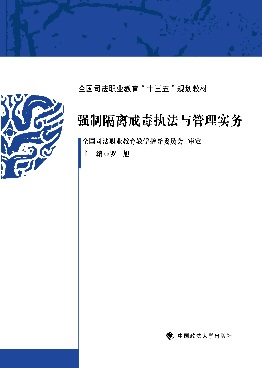 全国司法职业教育“十三五”规划教材
强制隔离戒毒执法与管理实务
全国司法职业教育教学指导委员会 审定
中国政法大学出版社